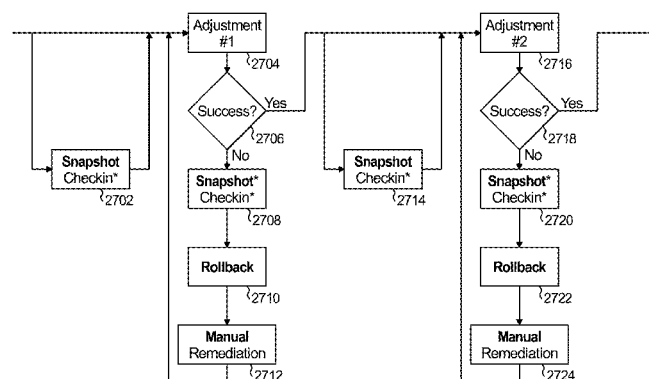 Adjustment
#1
2704
Success?
Yes
2706
No
Snapshot
Checkin*
2702
Snapshot*
Checkin*
2708
Rollback
2710
Manual
Remediation
2712
Adjustment
#2
2716
Success?
Yes
2718
No
Snapshot
Checkin*
2714
Snapshot*
Checkin*
2720
Rollback
2722
Manual
Remediation
2724